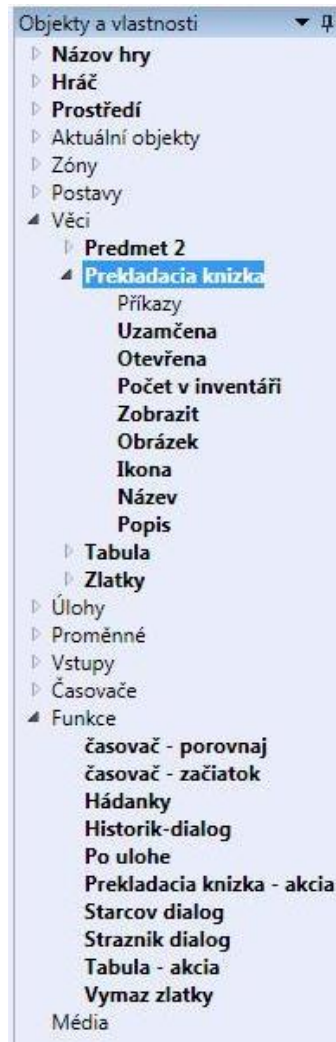 Objekty a vlastnosti
Názov hry
Hráč
Prostředí
Aktuální objekty
Zóny
Postavy
Věci
Predmet 2
Prekladacia knizka
Příkazy
Uzamčena
Otevřena
Počet v inventáři
Zobrazit
Obrázek
Ikona
Název
Popis
Tabula
Zlatky
Úlohy
Proměnné
Vstupy
Časovače
Funkce
časovač - porovnaj
časovač - začiatok
Hádanky
Historik-dialog
Po ulohe
Prekladacia knizka - akcia
Starcov dialog
Straznik dialog
Tabula - akcia
Vymaz zlatky
Média